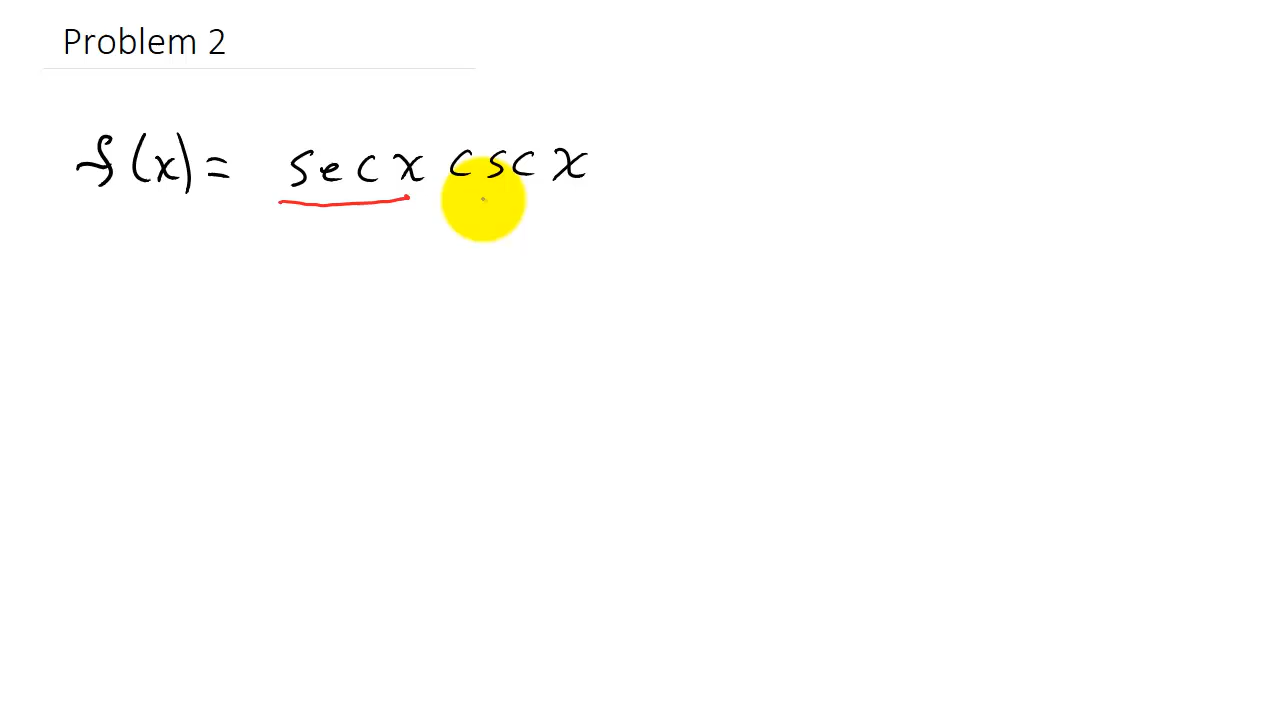 Problem 2
f(x) = sec x csc x